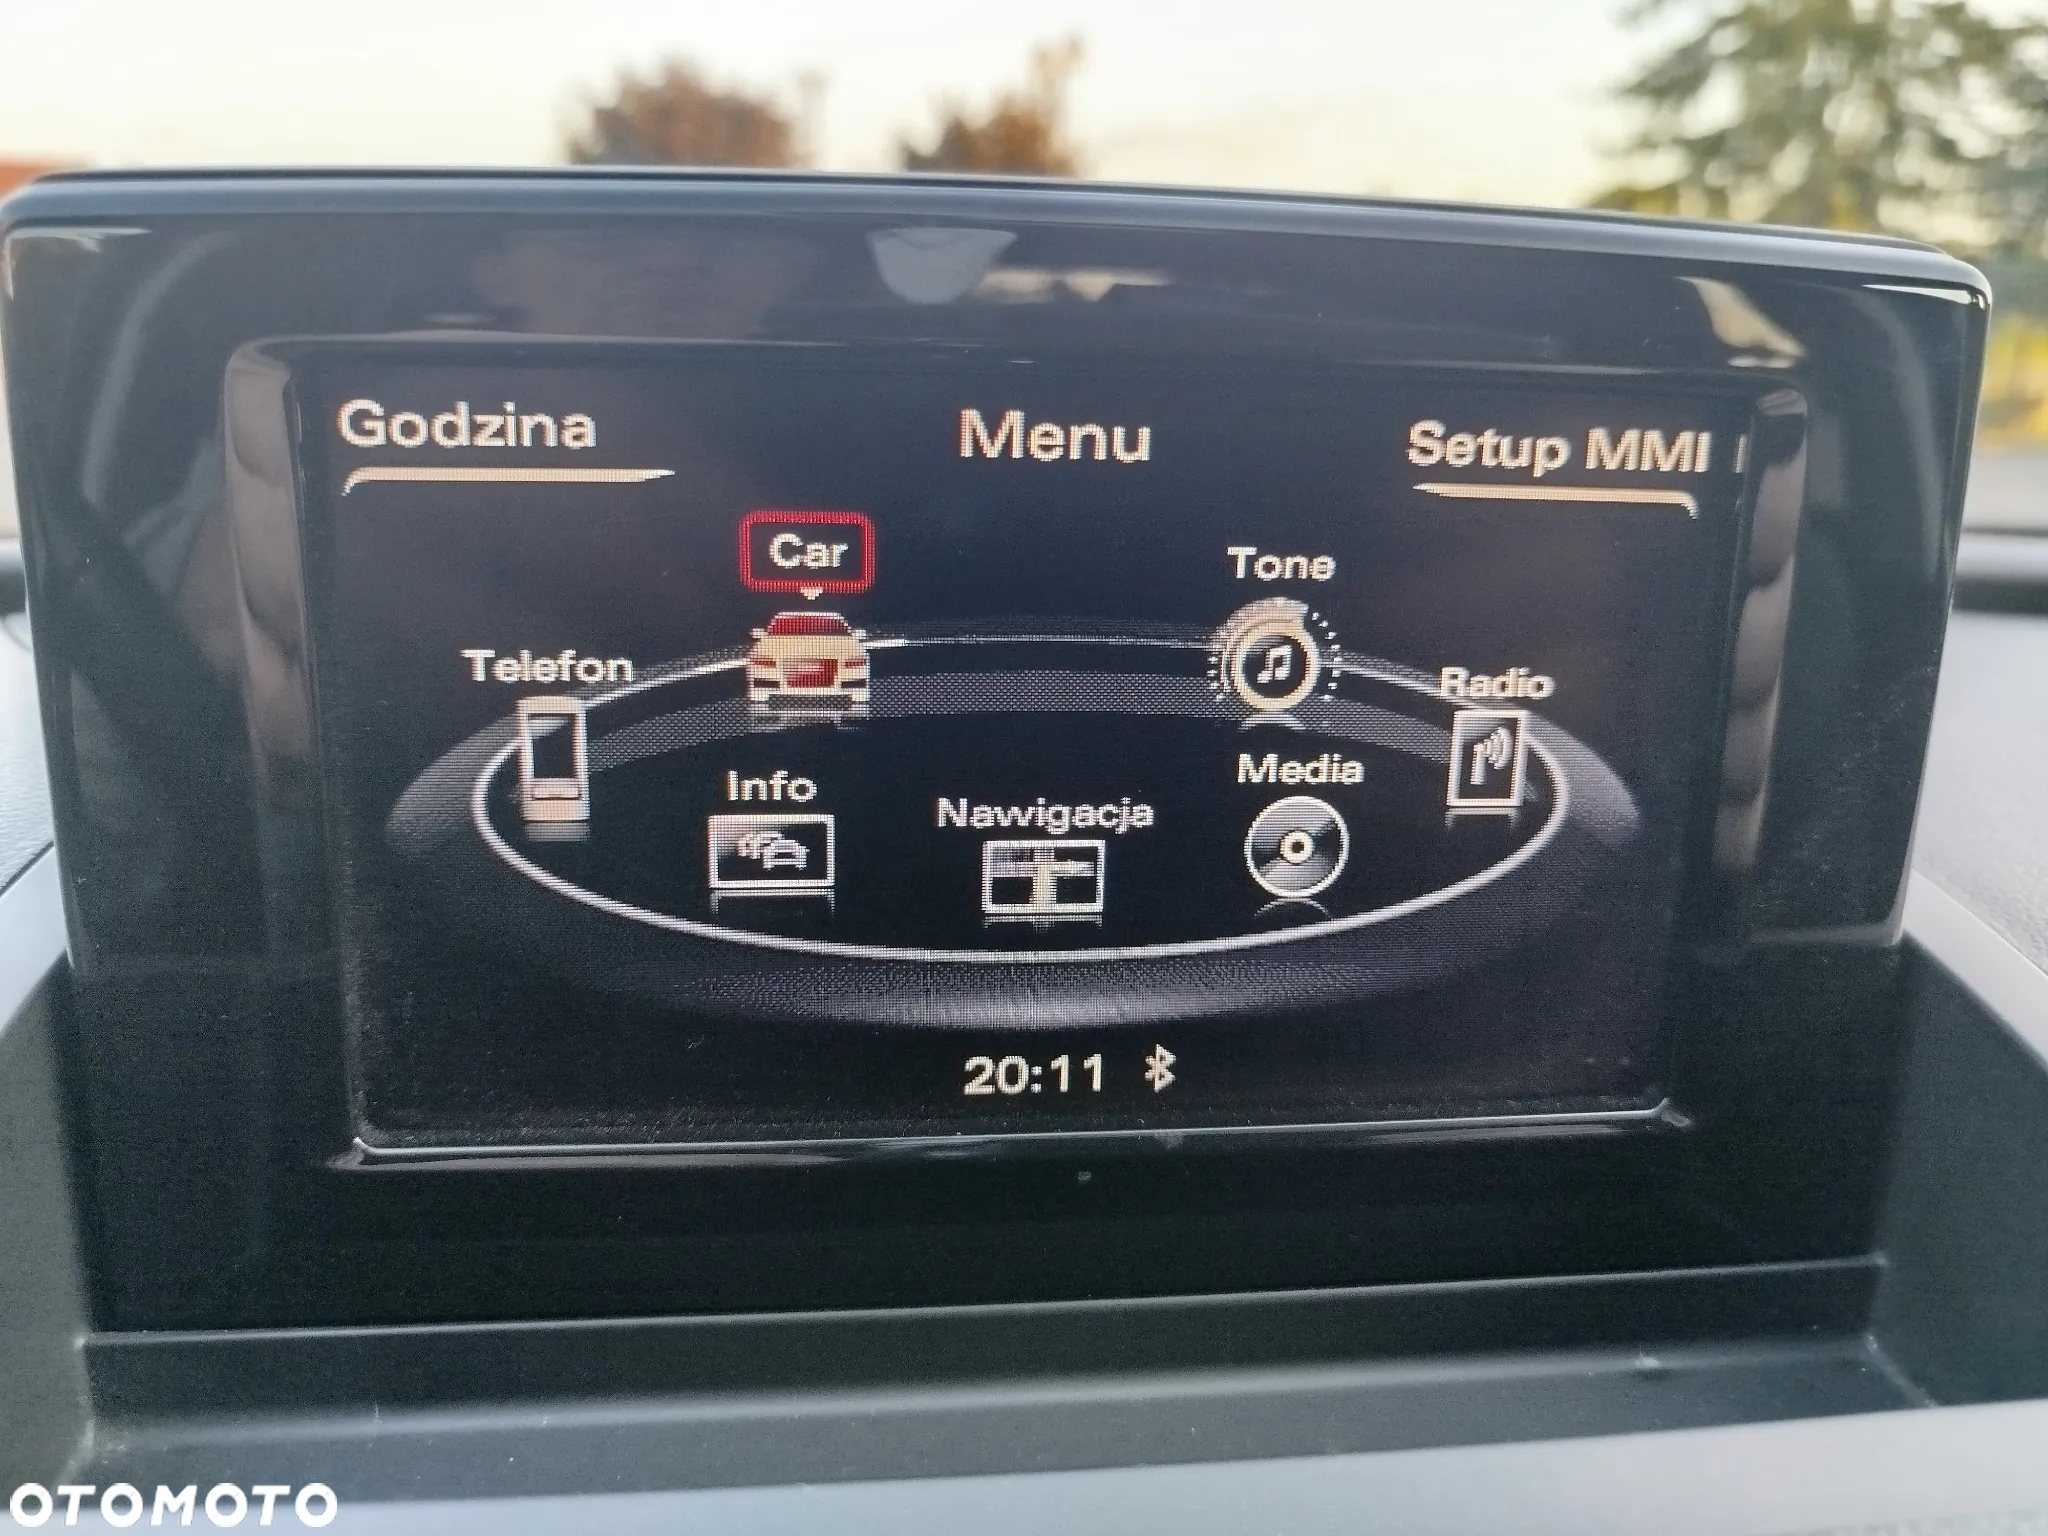 Godzina Menu Setup MMI
Car
Tone
Telefon
Radio
Info
Nawigacja
Media
20:11
OTOMOTO